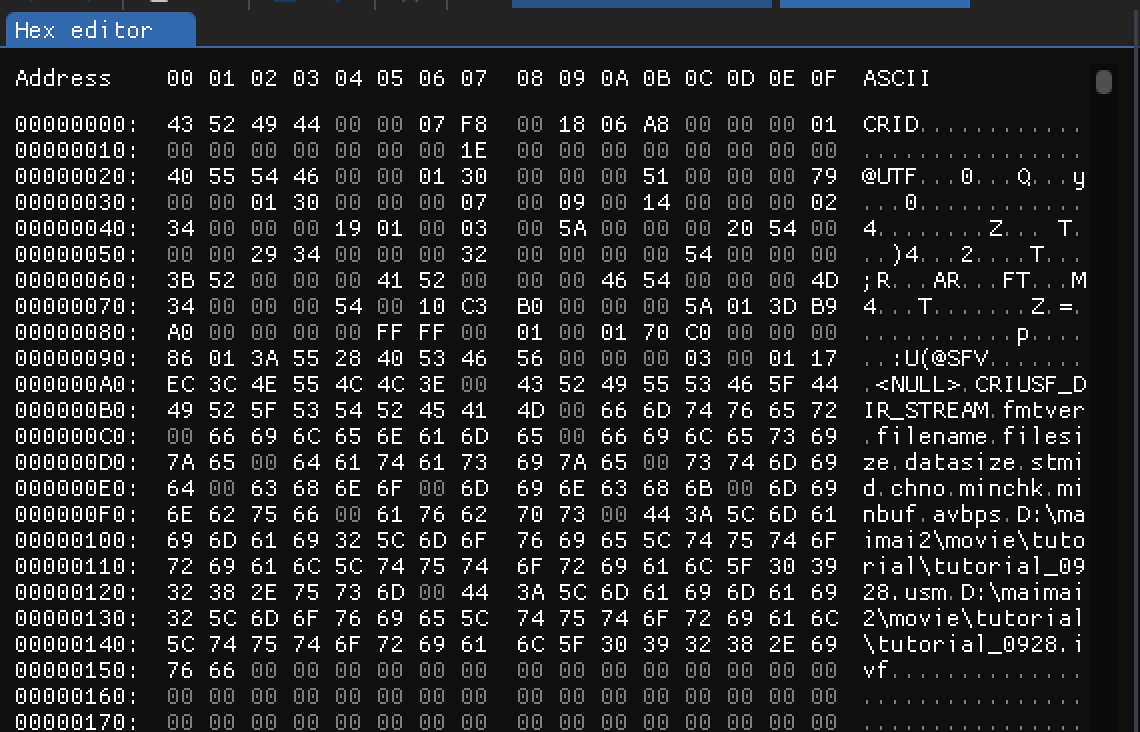 Hex editor
Address 00 01 02 03 04 05 06 07 08 09 0A 0B 0C 0D 0E 0F ASCII
00000000: 43 52 49 44 00 00 07 F8 00 18 06 A8 00 00 00 01 CRID............
00000010: 00 00 00 00 00 00 00 1E 00 00 00 00 00 00 00 00 ................
00000020: 40 55 54 46 00 00 01 30 00 00 00 51 00 00 00 79 @UTF...0...Q...y
00000030: 00 00 01 30 00 00 00 07 00 09 00 14 00 00 00 02 ...0............
00000040: 34 00 00 00 19 01 00 03 00 5A 00 00 00 20 54 00 4........Z... T.
00000050: 00 00 29 34 00 00 00 32 00 00 00 00 54 00 00 00 ..)4...2....T...
00000060: 3B 52 00 00 00 41 52 00 00 00 46 54 00 00 00 4D ;R...AR...FT...M
00000070: 34 00 00 00 54 00 10 C3 B0 00 00 00 5A 01 3D B9 4...T.......Z.=.
00000080: A0 00 00 00 00 FF FF 00 01 00 01 70 C0 00 00 00 ...........p....
00000090: 86 01 3A 55 28 40 53 46 56 00 00 00 03 00 01 17 ..:U(@SFV.......
000000A0: EC 3C 4E 55 4C 4C 3E 00 43 52 49 55 53 46 5F 44 .<NULL>.CRIUSF_D
000000B0: 49 52 5F 53 54 52 45 41 4D 00 66 6D 74 76 65 72 IR_STREAM.fmtver
000000C0: 00 66 69 6C 65 6E 61 6D 65 00 66 69 6C 65 73 69 .filename.filesi
000000D0: 7A 65 00 64 61 74 61 73 69 7A 65 00 73 74 6D 69 ze.datasize.stmi
000000E0: 64 00 63 68 6E 6F 00 6D 69 6E 63 68 6B 00 6D 69 d.chno.minchk.mi
000000F0: 6E 62 75 66 00 61 76 62 70 73 00 44 3A 5C 6D 61 nbuf.avbps.D:\ma
00000100: 69 6D 61 69 32 5C 6D 6F 76 69 65 5C 74 75 74 6F imai2\movie\tuto
00000110: 72 69 61 6C 5C 74 75 74 6F 72 69 61 6C 5F 30 39 rial\tutorial_09
00000120: 32 38 2E 75 73 6D 00 44 3A 5C 6D 61 69 6D 61 69 28.usm.D:\maimai
00000130: 32 5C 6D 6F 76 69 65 5C 74 75 74 6F 72 69 61 6C 2\movie\tutorial
00000140: 5C 74 75 74 6F 72 69 61 6C 5F 30 39 32 38 2E 69 \tutorial_0928.i
00000150: 76 66 00 00 00 00 00 00 00 00 00 00 00 00 00 00 vf..............
00000160: 00 00 00 00 00 00 00 00 00 00 00 00 00 00 00 00 ................
00000170: 00 00 00 00 00 00 00 00 00 00 00 00 00 00 00 00 ................